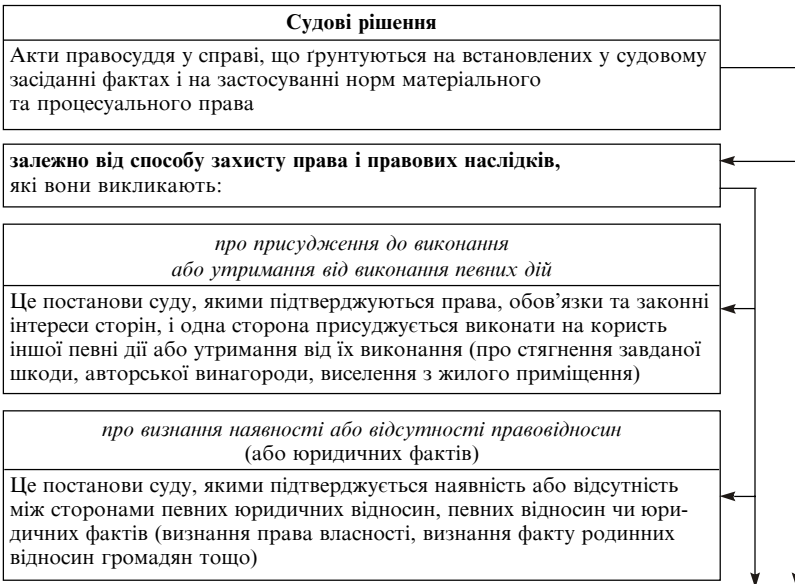 Судові рішення
Акти правосуддя у справі, що ґрунтуються на встановлених у судовому
засіданні фактах і на застосуванні норм матеріального
та процесуального права
залежно від способу захисту права і правових наслідків,
які вони викликають:
про присудження до виконання
або утримання від виконання певних дій
Це постанови суду, якими підтверджуються права, обов’язки та законні
інтереси сторін, і одна сторона присуджується виконати на користь
іншої певні дії або утримання від їх виконання (про стягнення завданої
шкоди, авторської винагороди, виселення з жилого приміщення)
про визнання наявності або відсутності правовідносин
(або юридичних фактів)
Це постанови суду, якими підтверджується наявність або відсутність
між сторонами певних юридичних відносин, певних відносин чи юри-
дичних фактів (визнання права власності, визнання факту родинних
відносин громадян тощо)